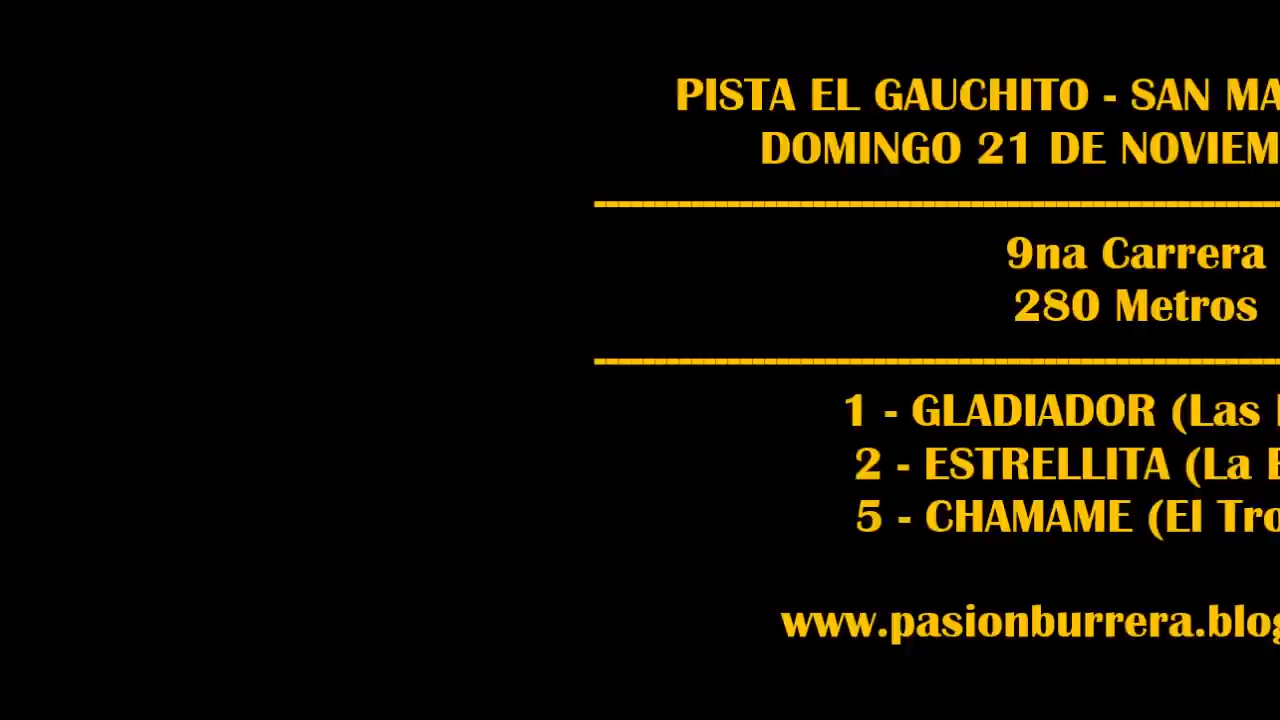 PISTA EL GAUCHITO - SAN MA
DOMINGO 21 DE NOVIEM
9na Carrera
280 Metros
1 - GLADIADOR (Las
2 - ESTRELLITA (La
5 - CHAMAME (El Tro
www.pasionburrera.blog